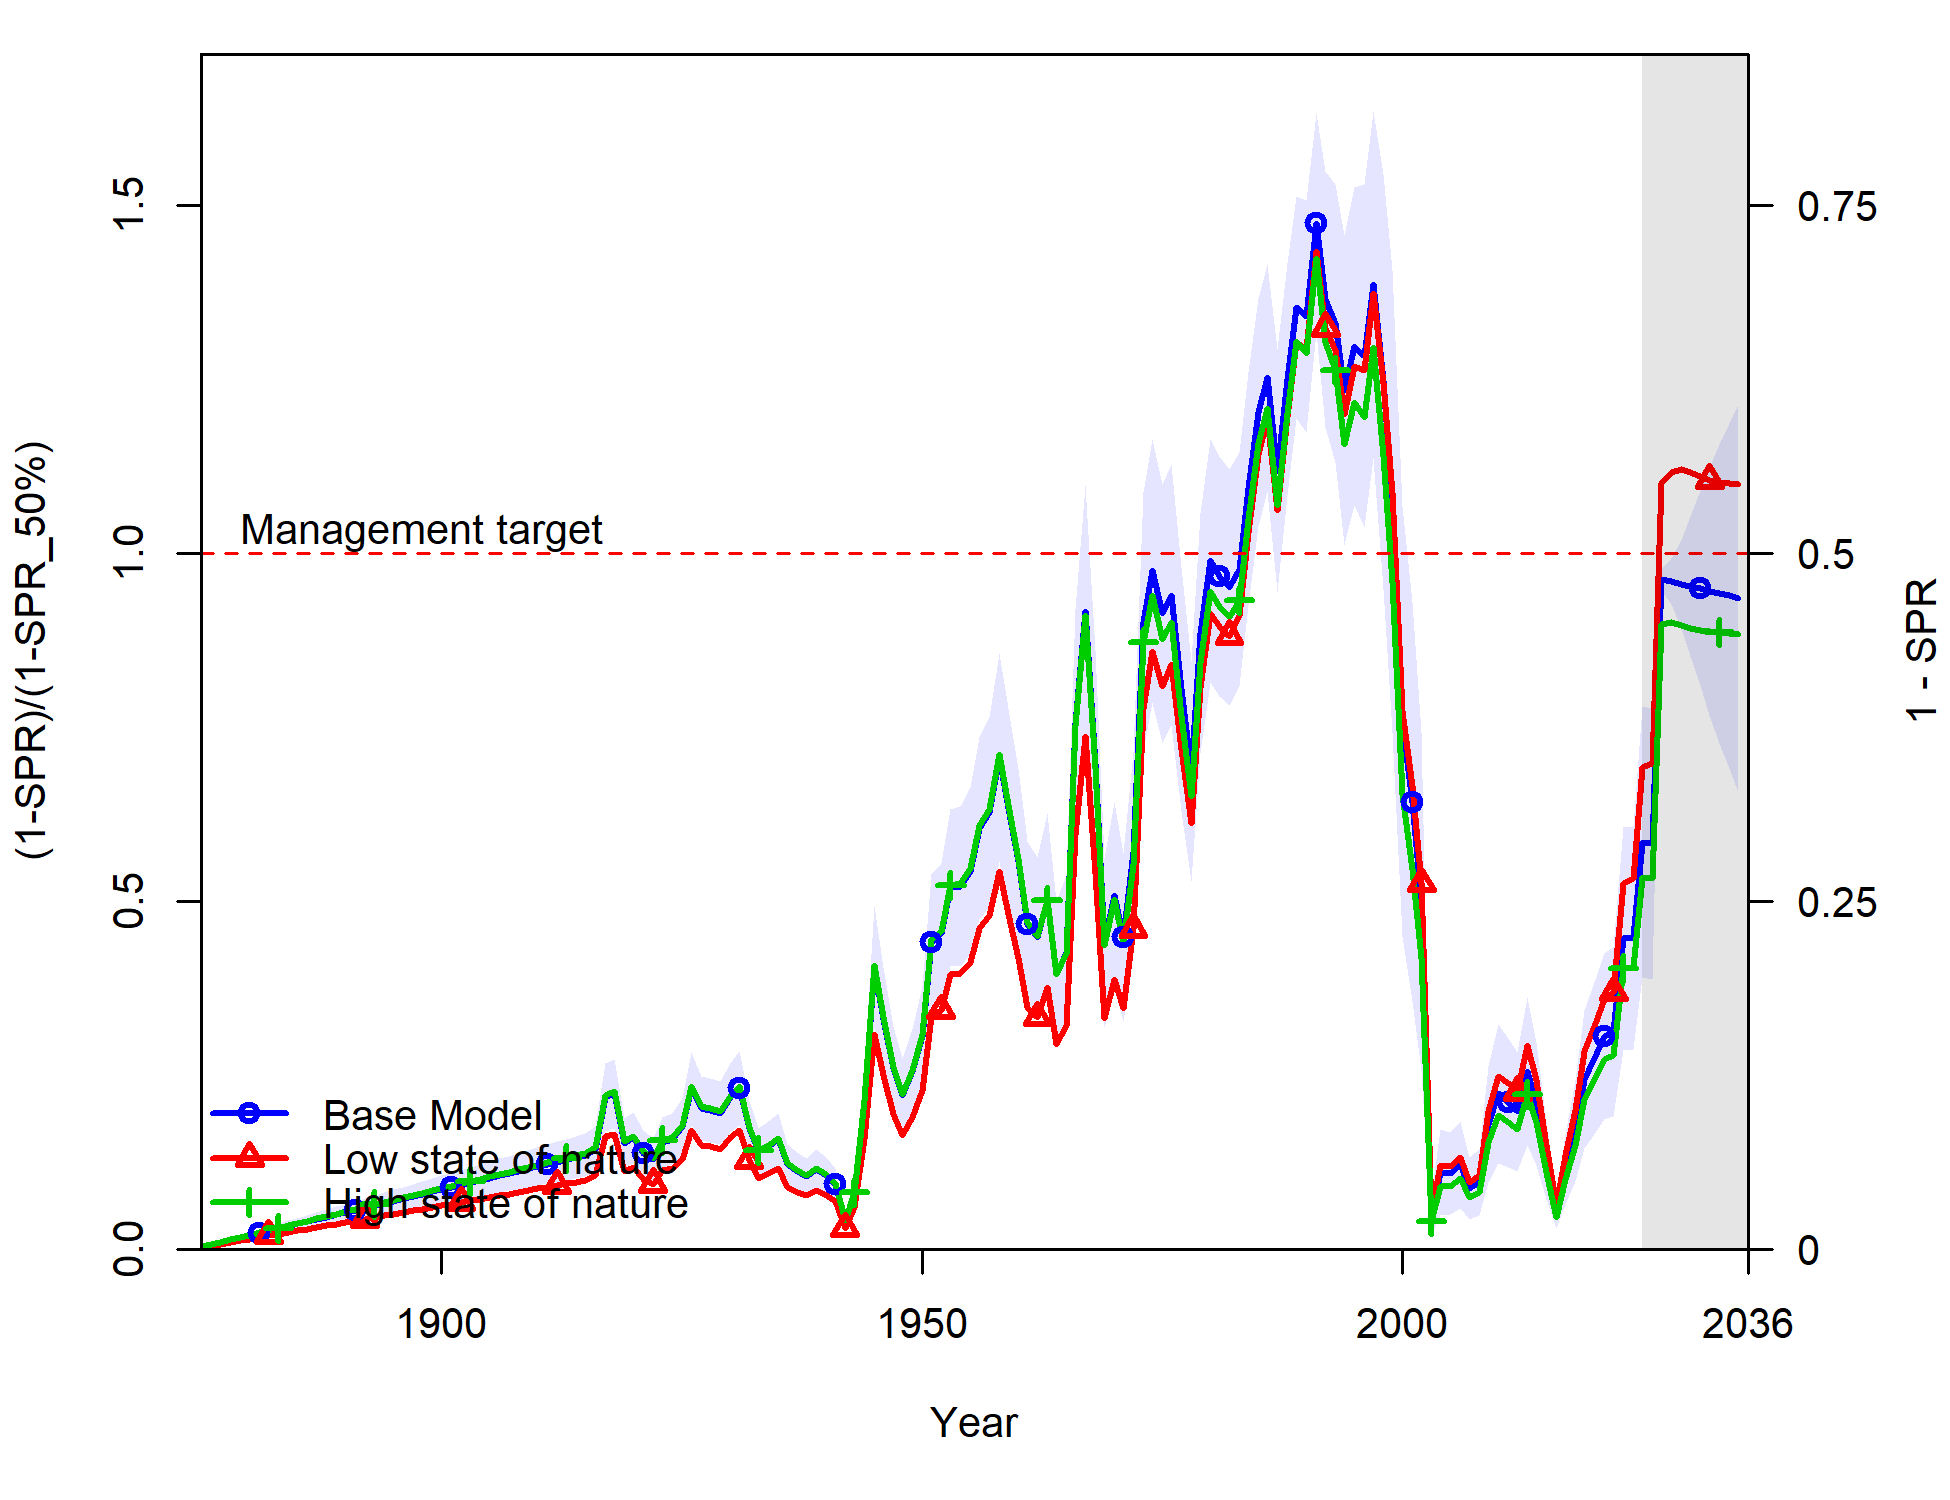 (1-SPR)/(1-SPR_50%)
1.5
1.0
0.5
0.0
Management target
Base Model
Low state of nature
High state of nature
0.75
0.5
0.25
0
1 - SPR
1900
1950
2000
2036
Year